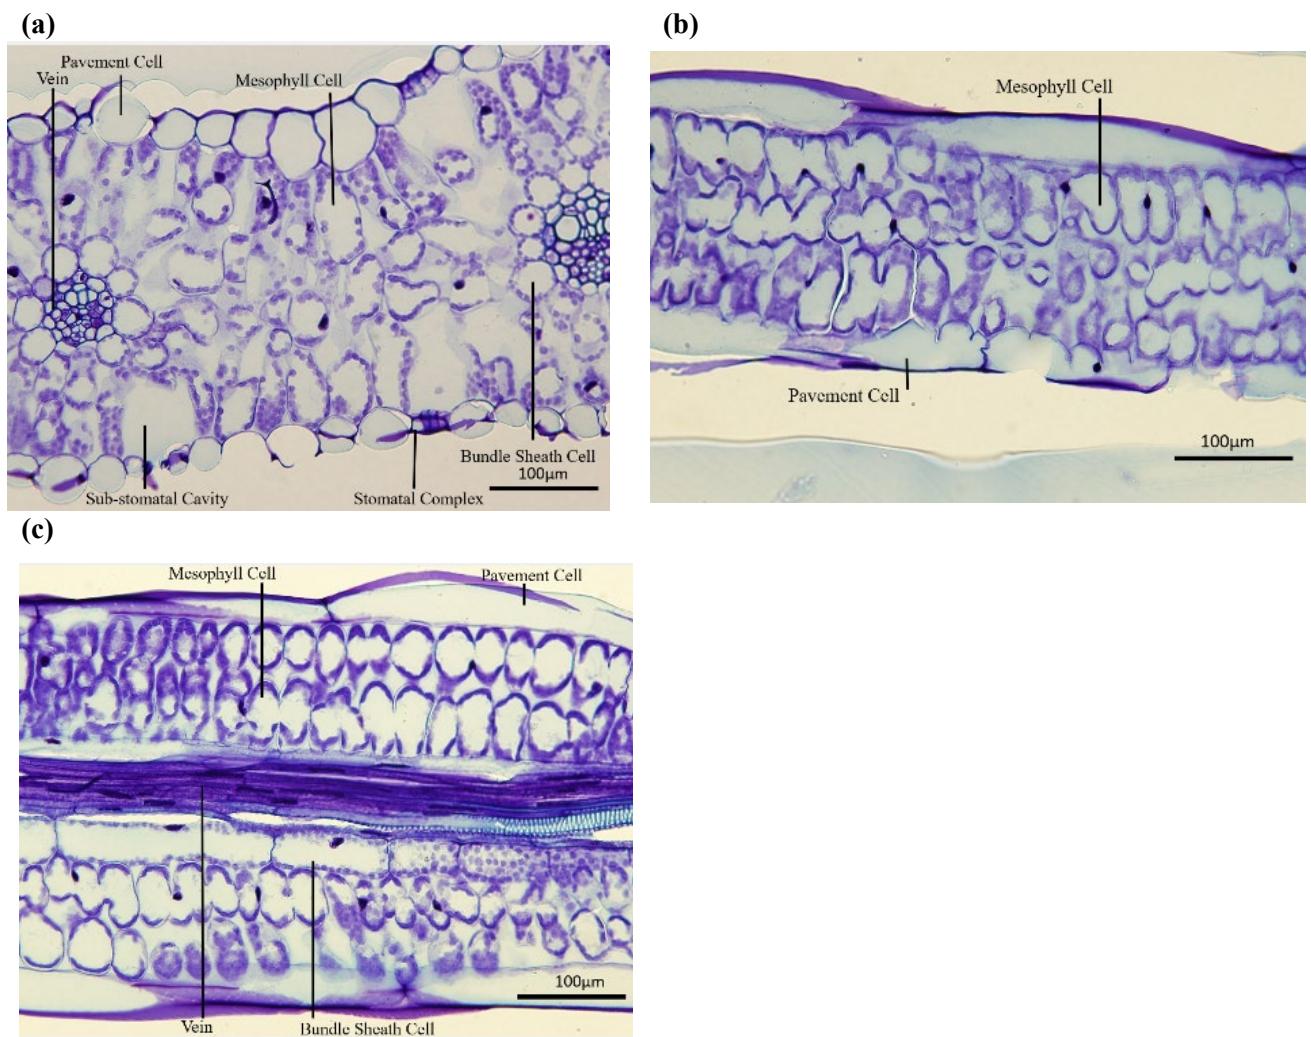 (a)
Pavement Cell
Vein
Mesophyll Cell
Bundle Sheath Cell
100µm
Sub-stomatal Cavity
Stomatal Complex
(b)
Mesophyll Cell
Pavement Cell
100µm
(c)
Mesophyll Cell
Pavement Cell
100µm
Vein
Bundle Sheath Cell